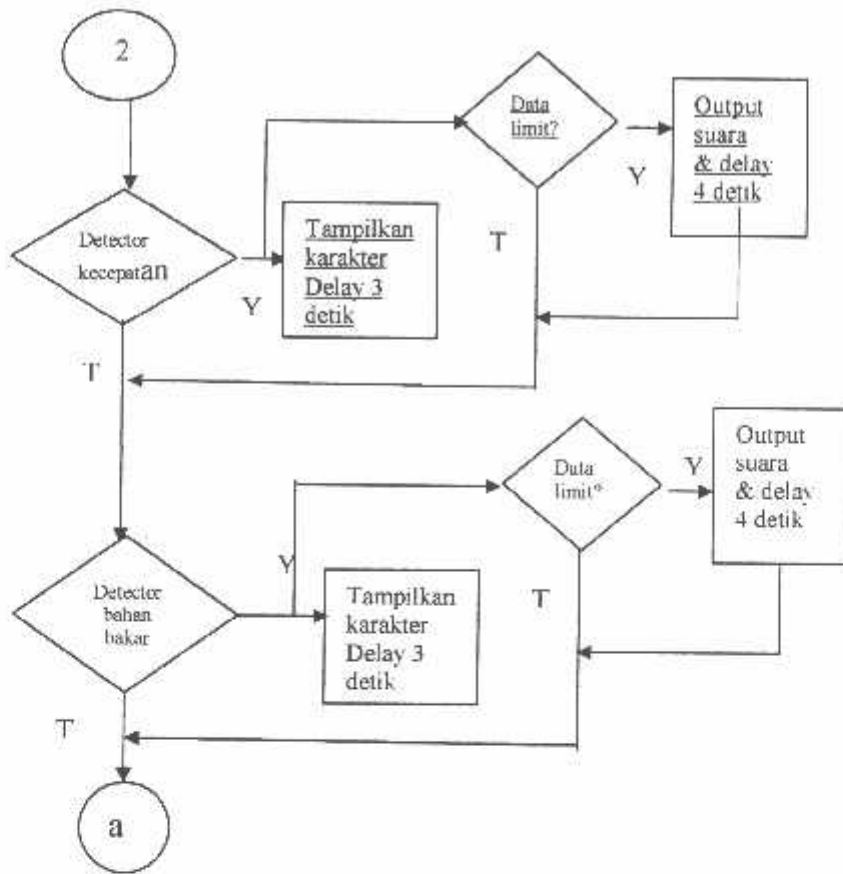 2
Data
limit?
Output
suara
& delay
4 detik
Y
Detector
kecepatan
Tampilkan
karakter
Delay 3
detik
T
Y
T
Data
limit?
Y
Output
suara
& delay
4 detik
Detector
bahan
bakar
Y
Tampilkan
karakter
Delay 3
detik
T
T
a